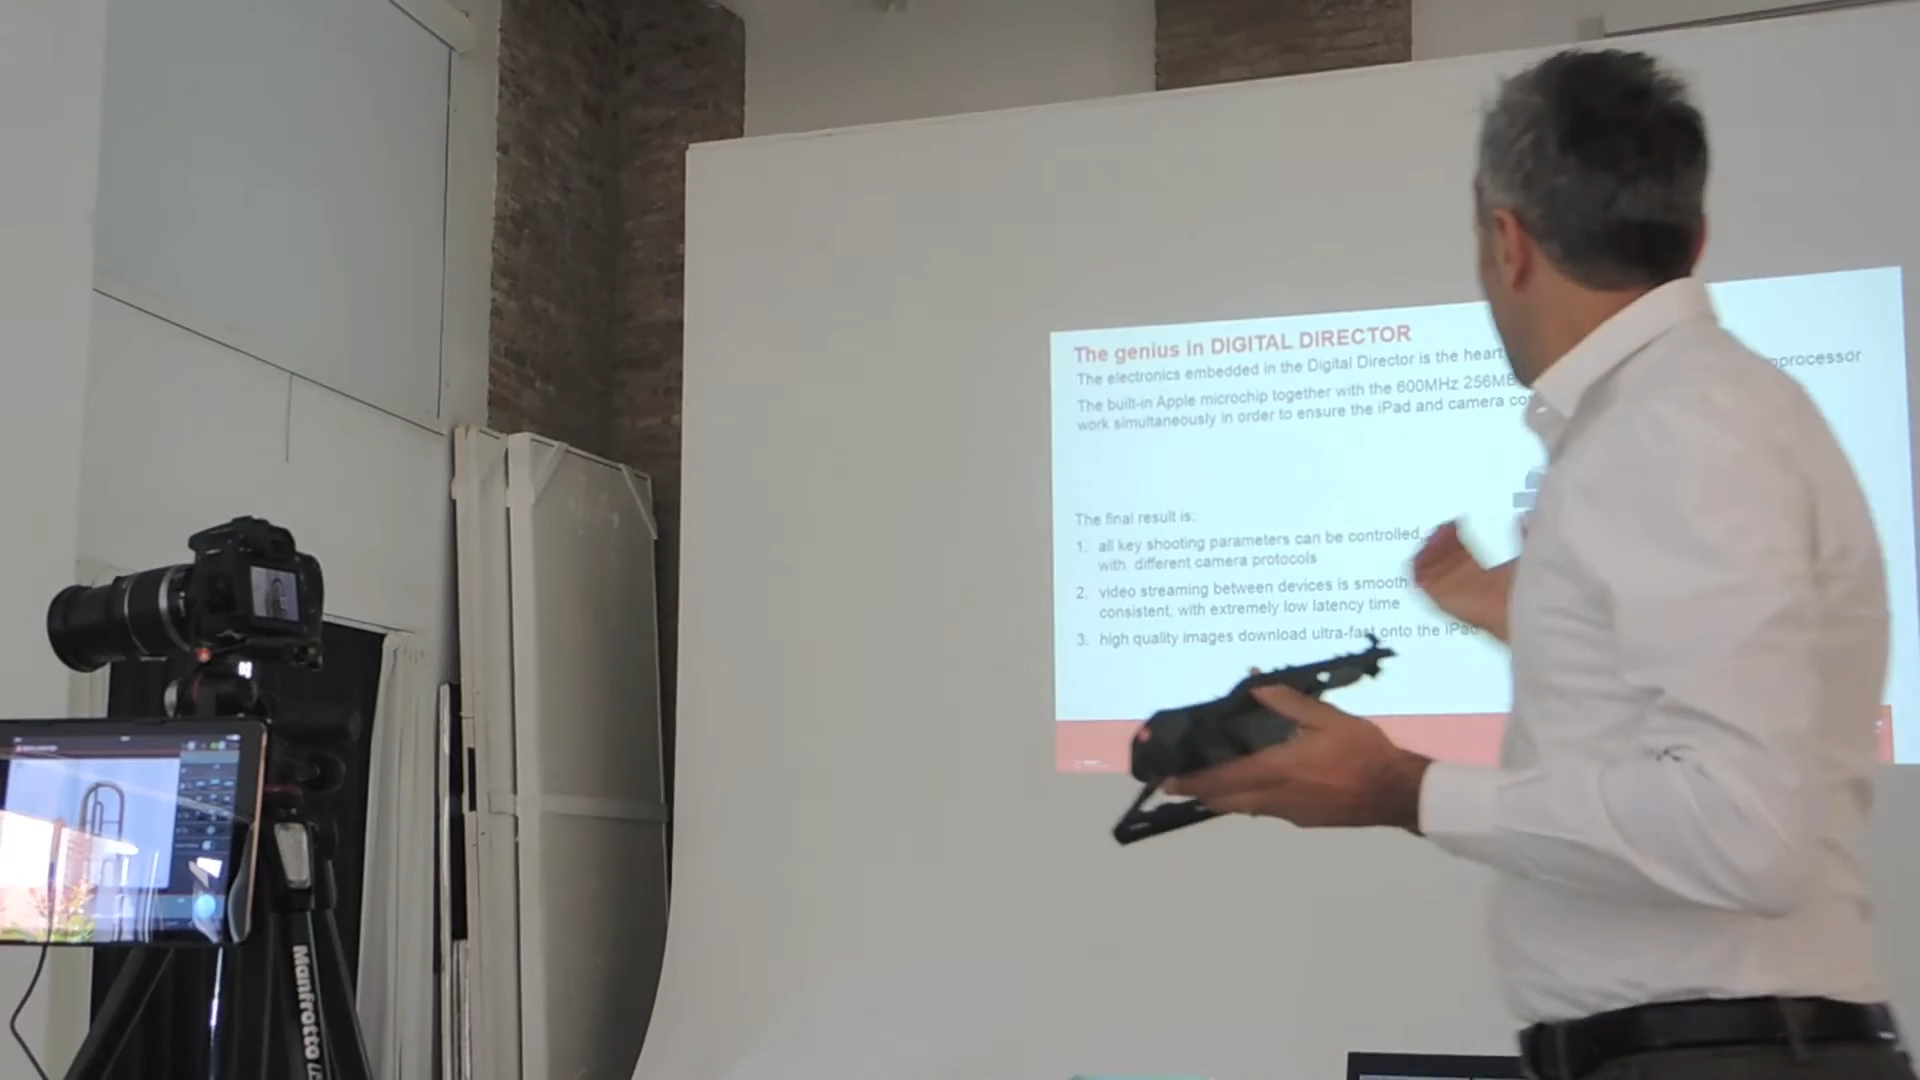 The genius in DIGITAL DIRECTOR
The electronics embedded in the Digital Director is the heart
The built-in Apple microchip together with the 600MHz 256MB
work simultaneously in order to ensure the iPad and camera
The final result is:
1. all key shooting parameters can be controlled,
with different camera protocols
2. video streaming between devices is smooth
consistent, with extremely low latency time
3. high quality images download ultra-fast onto the iPad
Manfrotto